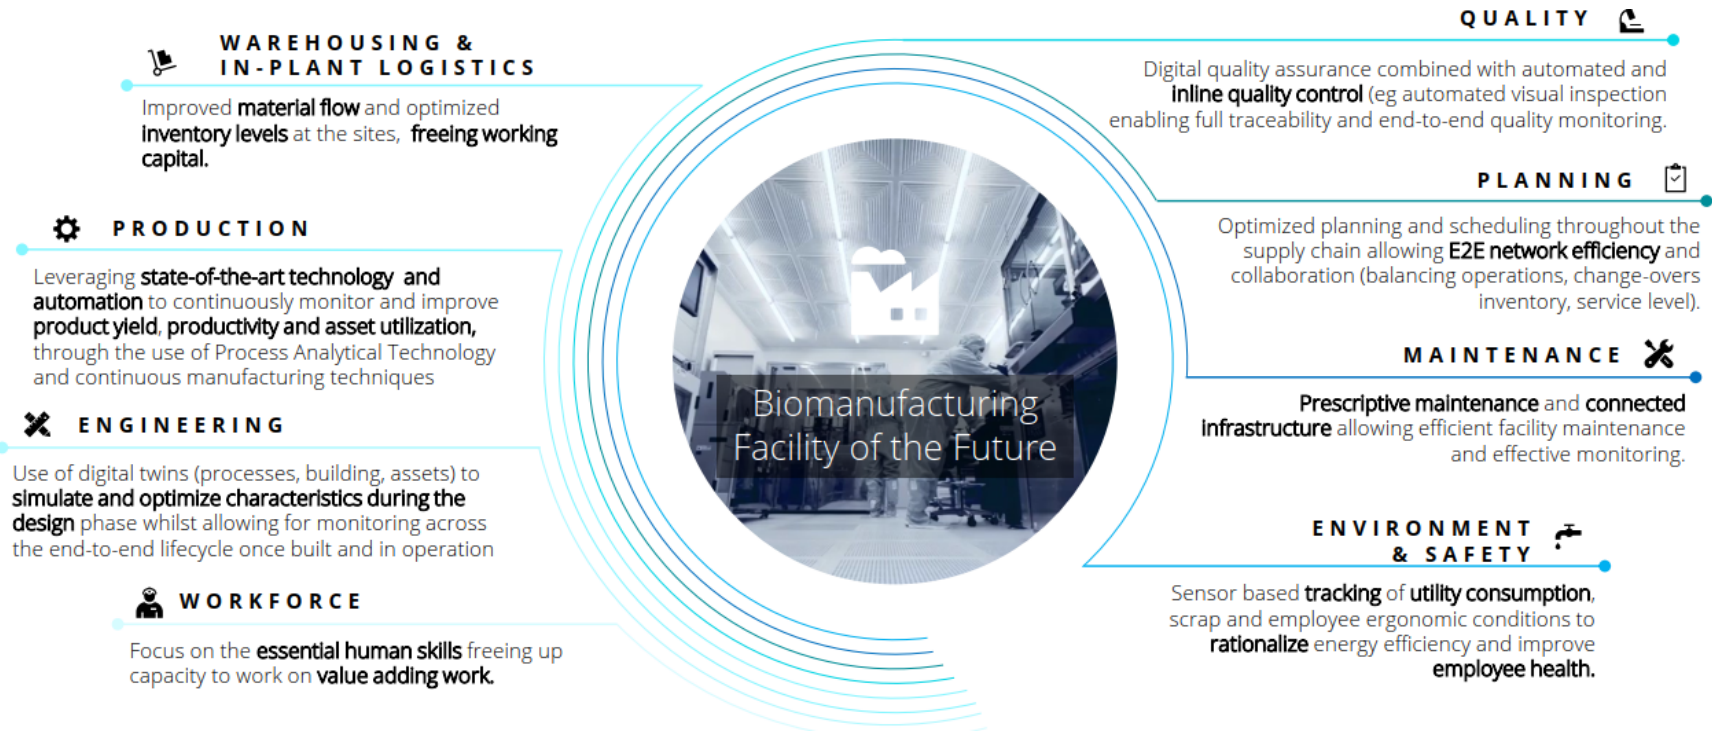 WAREHOUSING &
IN-PLANT LOGISTICS
Improved material flow and optimized
inventory levels at the sites, freeing working
capital.
PRODUCTION
Leveraging state-of-the-art technology and
automation to continuously monitor and improve
product yield, productivity and asset utilization,
through the use of Process Analytical Technology
and continuous manufacturing techniques
ENGINEERING
Use of digital twins (processes, building, assets) to
simulate and optimize characteristics during the
design phase whilst allowing for monitoring across
the end-to-end lifecycle once built and in operation
WORKFORCE
Focus on the essential human skills freeing up
capacity to work on value adding work.
Biomanufacturing
Facility of the Future
QUALITY
Digital quality assurance combined with automated and
inline quality control (eg automated visual inspection
enabling full traceability and end-to-end quality monitoring.
PLANNING
Optimized planning and scheduling throughout the
supply chain allowing E2E network efficiency and
collaboration (balancing operations, change-overs
inventory, service level).
MAINTENANCE
Prescriptive maintenance and connected
infrastructure allowing efficient facility maintenance
and effective monitoring.
ENVIRONMENT
& SAFETY
Sensor based tracking of utility consumption,
scrap and employee ergonomic conditions to
rationalize energy efficiency and improve
employee health.